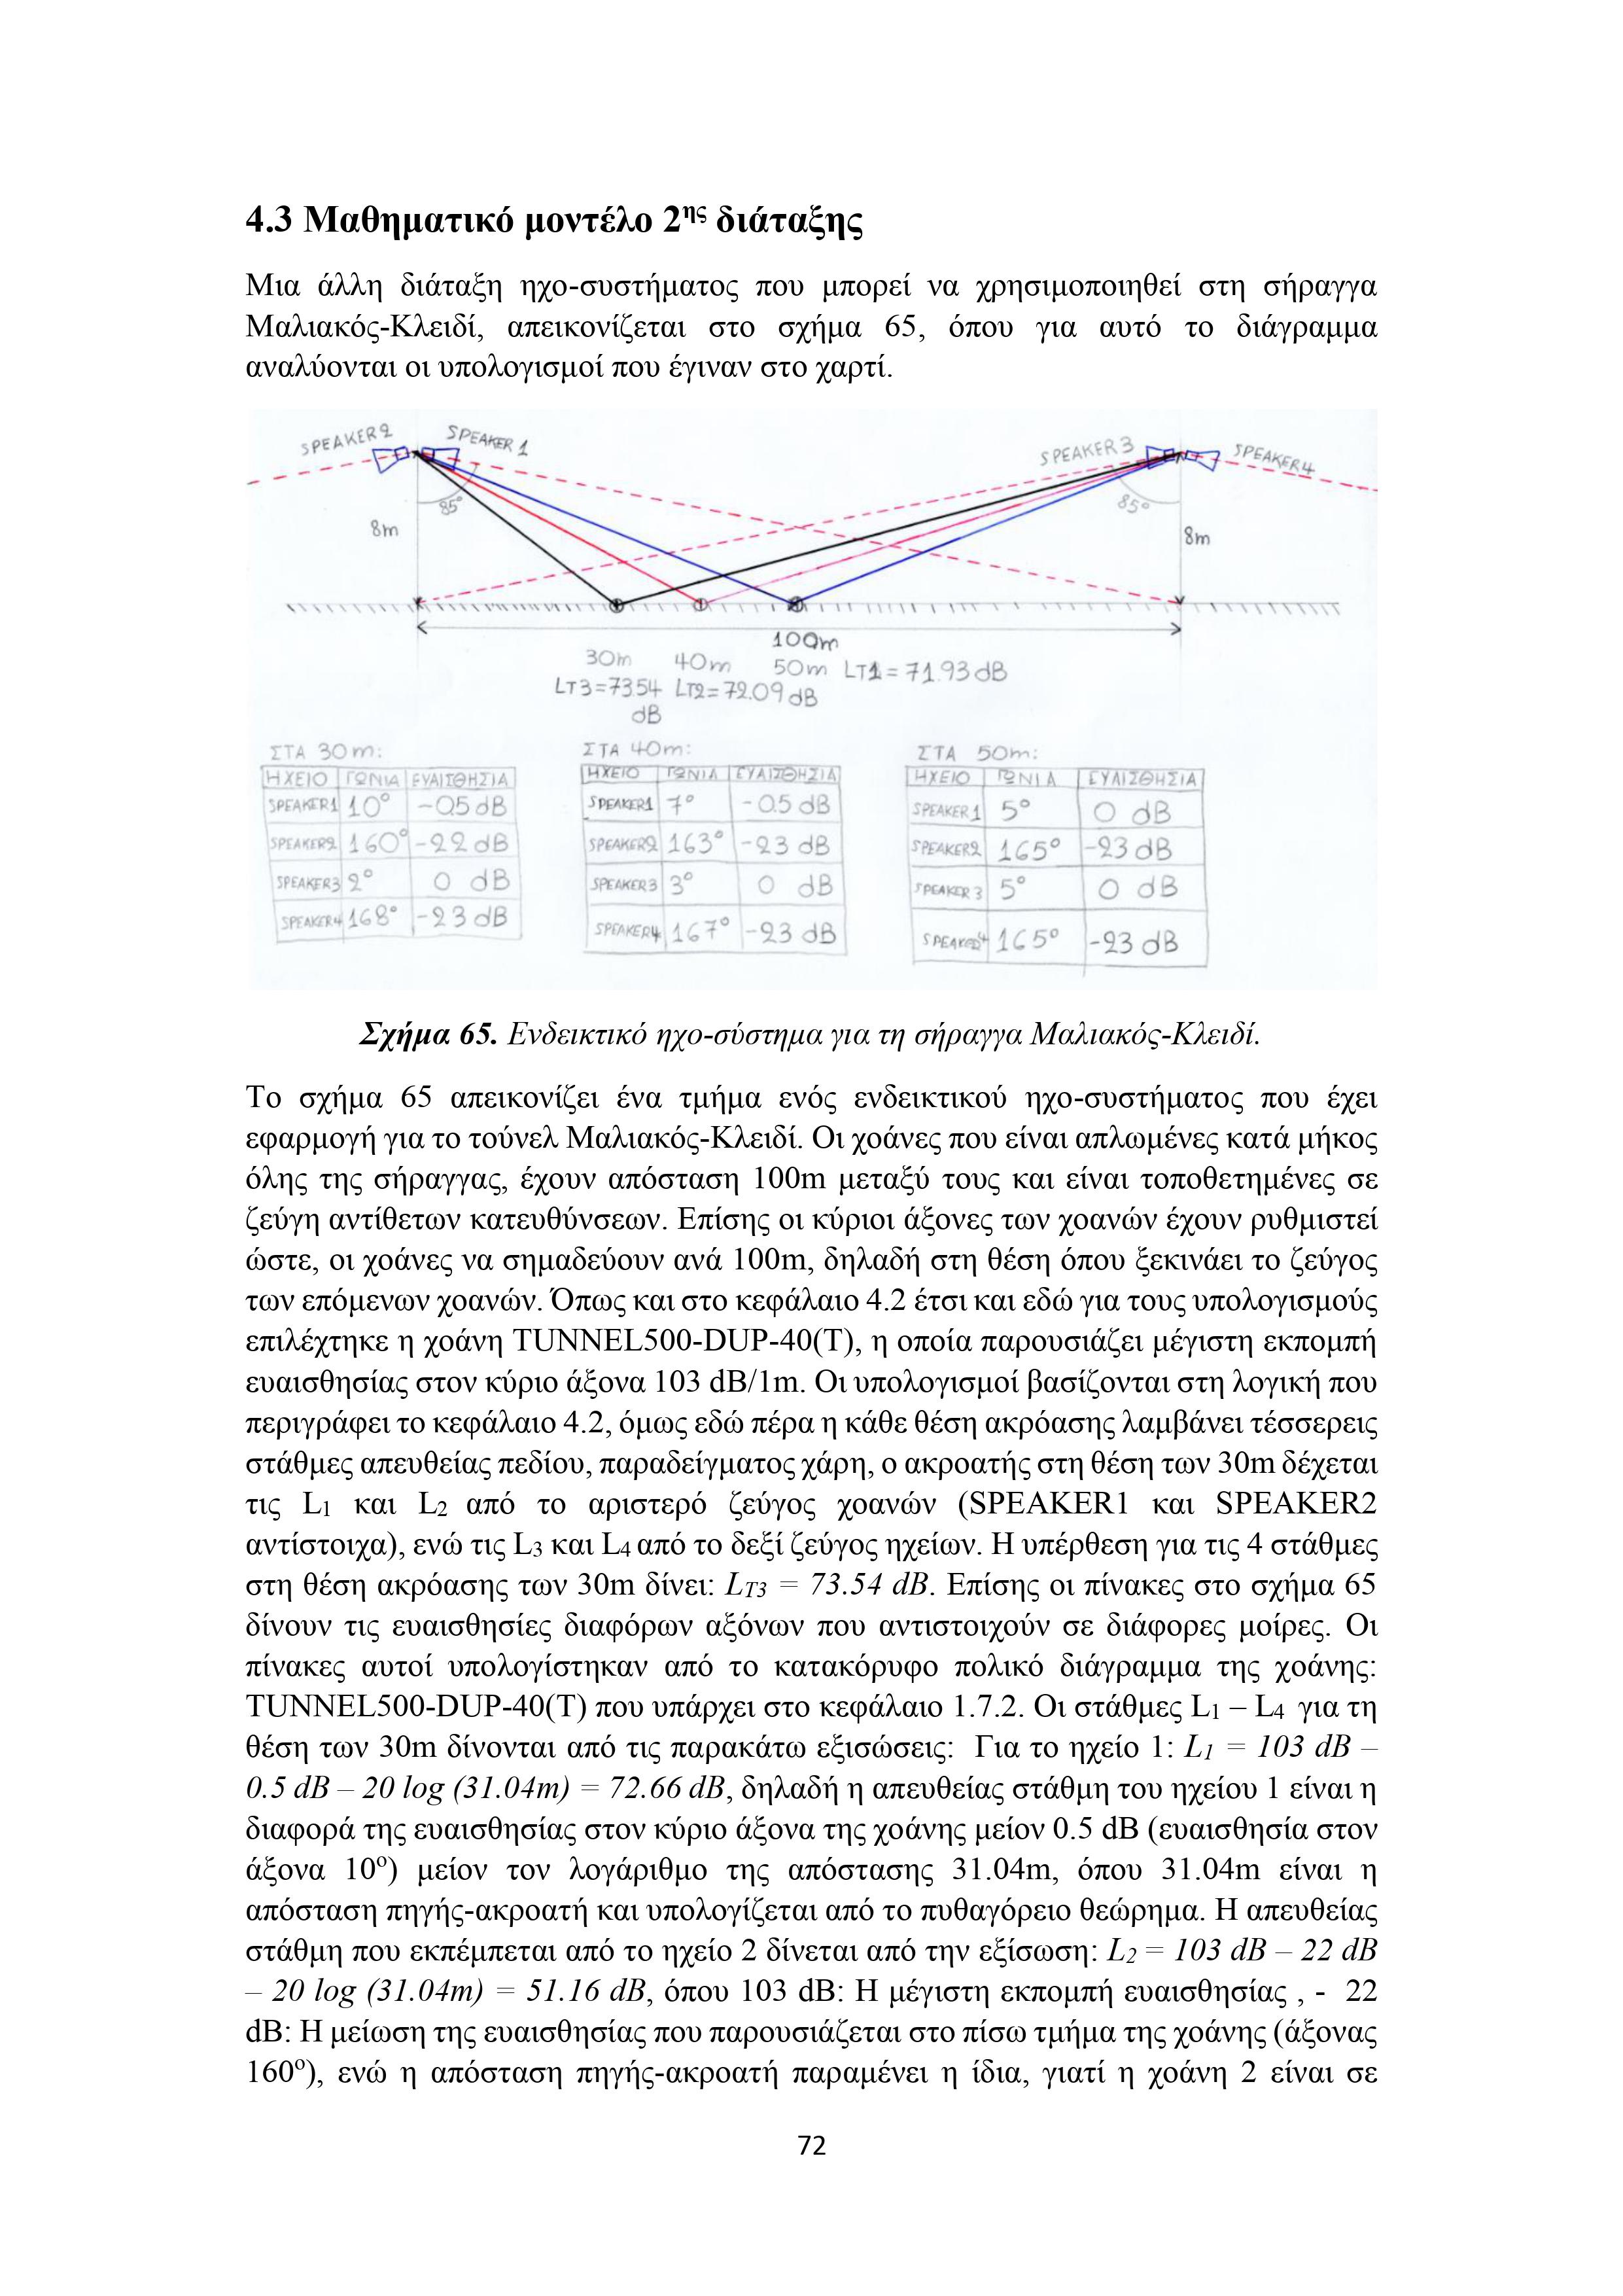 4.3 Μαθηματικό μοντέλο 2ης διάταξης
Μια άλλη διάταξη ηχο-συστήματος που μπορεί να χρησιμοποιηθεί στη σήραγγα
Μαλιακός-Κλειδί, απεικονίζεται στο σχήμα 65, όπου για αυτό το διάγραμμα
αναλύονται οι υπολογισμοί που έγιναν στο χαρτί.
SPEAKER2 SPEAKER 1 SPEAKER 3 SPEAKER4
85° 85°
8m 8m
100m
30m 40m 50m LT1= 71.93 dB
LT3=73.54 LT2=72.09 dB
dB
ΣΤΑ 30m: ΣΤΑ 40m: ΣΤΑ 50m:
ΗΧΕΙΟ ΓΩΝΙΑ ΕΥΑΙΣΘΗΣΙΑ ΗΧΕΙΟ ΓΩΝΙΑ ΕΥΑΙΣΘΗΣΙΑ ΗΧΕΙΟ ΓΩΝΙΑ ΕΥΑΙΣΘΗΣΙΑ
SPEAKER1 10° -0.5 dB SPEAKER1 7° -0.5 dB SPEAKER1 5° 0 dB
SPEAKER2 160° -22 dB SPEAKER2 163° -23 dB SPEAKER2 165° -23 dB
SPEAKER3 2° 0 dB SPEAKER3 3° 0 dB SPEAKER3 5° 0 dB
SPEAKER4 168° -23 dB SPEAKER4 167° -23 dB SPEAKER4 165° -23 dB
Σχήμα 65. Ενδεικτικό ηχο-σύστημα για τη σήραγγα Μαλιακός-Κλειδί.
Το σχήμα 65 απεικονίζει ένα τμήμα ενός ενδεικτικού ηχο-συστήματος που έχει
εφαρμογή για το τούνελ Μαλιακός-Κλειδί. Οι χοάνες που είναι απλωμένες κατά μήκος
όλης της σήραγγας, έχουν απόσταση 100m μεταξύ τους και είναι τοποθετημένες σε
ζεύγη αντίθετων κατευθύνσεων. Επίσης οι κύριοι άξονες των χοανών έχουν ρυθμιστεί
ώστε, οι χοάνες να σημαδεύουν ανά 100m, δηλαδή στη θέση όπου ξεκινάει το ζεύγος
των επόμενων χοανών. Όπως και στο κεφάλαιο 4.2 έτσι και εδώ για τους υπολογισμούς
επιλέχτηκε η χοάνη TUNNEL500-DUP-40(T), η οποία παρουσιάζει μέγιστη εκπομπή
ευαισθησίας στον κύριο άξονα 103 dB/1m. Οι υπολογισμοί βασίζονται στη λογική που
περιγράφει το κεφάλαιο 4.2, όμως εδώ πέρα η κάθε θέση ακρόασης λαμβάνει τέσσερεις
στάθμες απευθείας πεδίου, παραδείγματος χάρη, ο ακροατής στη θέση των 30m δέχεται
τις L1 και L2 από το αριστερό ζεύγος χοανών (SPEAKER1 και SPEAKER2
αντίστοιχα), ενώ τις L3 και L4 από το δεξί ζεύγος ηχείων. Η υπέρθεση για τις 4 στάθμες
στη θέση ακρόασης των 30m δίνει: LT3 = 73.54 dB. Επίσης οι πίνακες στο σχήμα 65
δίνουν τις ευαισθησίες διαφόρων αξόνων που αντιστοιχούν σε διάφορες μοίρες. Οι
πίνακες αυτοί υπολογίστηκαν από το κατακόρυφο πολικό διάγραμμα της χοάνης:
TUNNEL500-DUP-40(T) που υπάρχει στο κεφάλαιο 1.7.2. Οι στάθμες L1 – L4 για τη
θέση των 30m δίνονται από τις παρακάτω εξισώσεις: Για το ηχείο 1: L1 = 103 dB –
0.5 dB – 20 log (31.04m) = 72.66 dB, δηλαδή η απευθείας στάθμη του ηχείου 1 είναι η
διαφορά της ευαισθησίας στον κύριο άξονα της χοάνης μείον 0.5 dB (ευαισθησία στον
άξονα 10ο) μείον τον λογάριθμο της απόστασης 31.04m, όπου 31.04m είναι η
απόσταση πηγής-ακροατή και υπολογίζεται από το πυθαγόρειο θεώρημα. Η απευθείας
στάθμη που εκπέμπεται από το ηχείο 2 δίνεται από την εξίσωση: L2 = 103 dB – 22 dB
– 20 log (31.04m) = 51.16 dB, όπου 103 dB: Η μέγιστη εκπομπή ευαισθησίας , - 22
dB: Η μείωση της ευαισθησίας που παρουσιάζεται στο πίσω τμήμα της χοάνης (άξονας
160ο), ενώ η απόσταση πηγής-ακροατή παραμένει η ίδια, γιατί η χοάνη 2 είναι σε
72